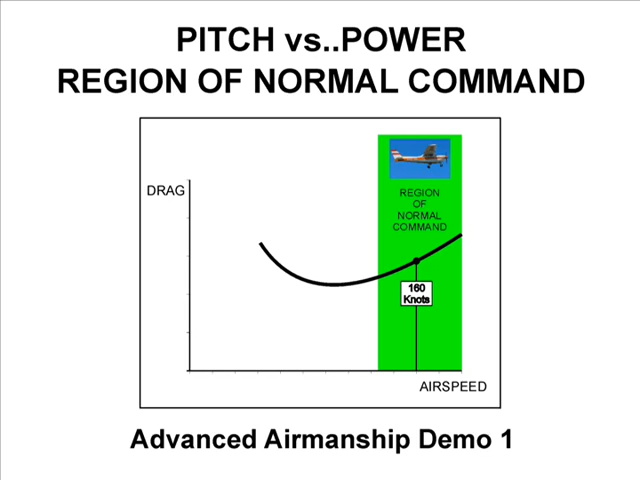 PITCH vs..POWER
REGION OF NORMAL COMMAND
DRAG
REGION
OF
NORMAL
COMMAND
160
Knots
AIRSPEED
Advanced Airmanship Demo 1